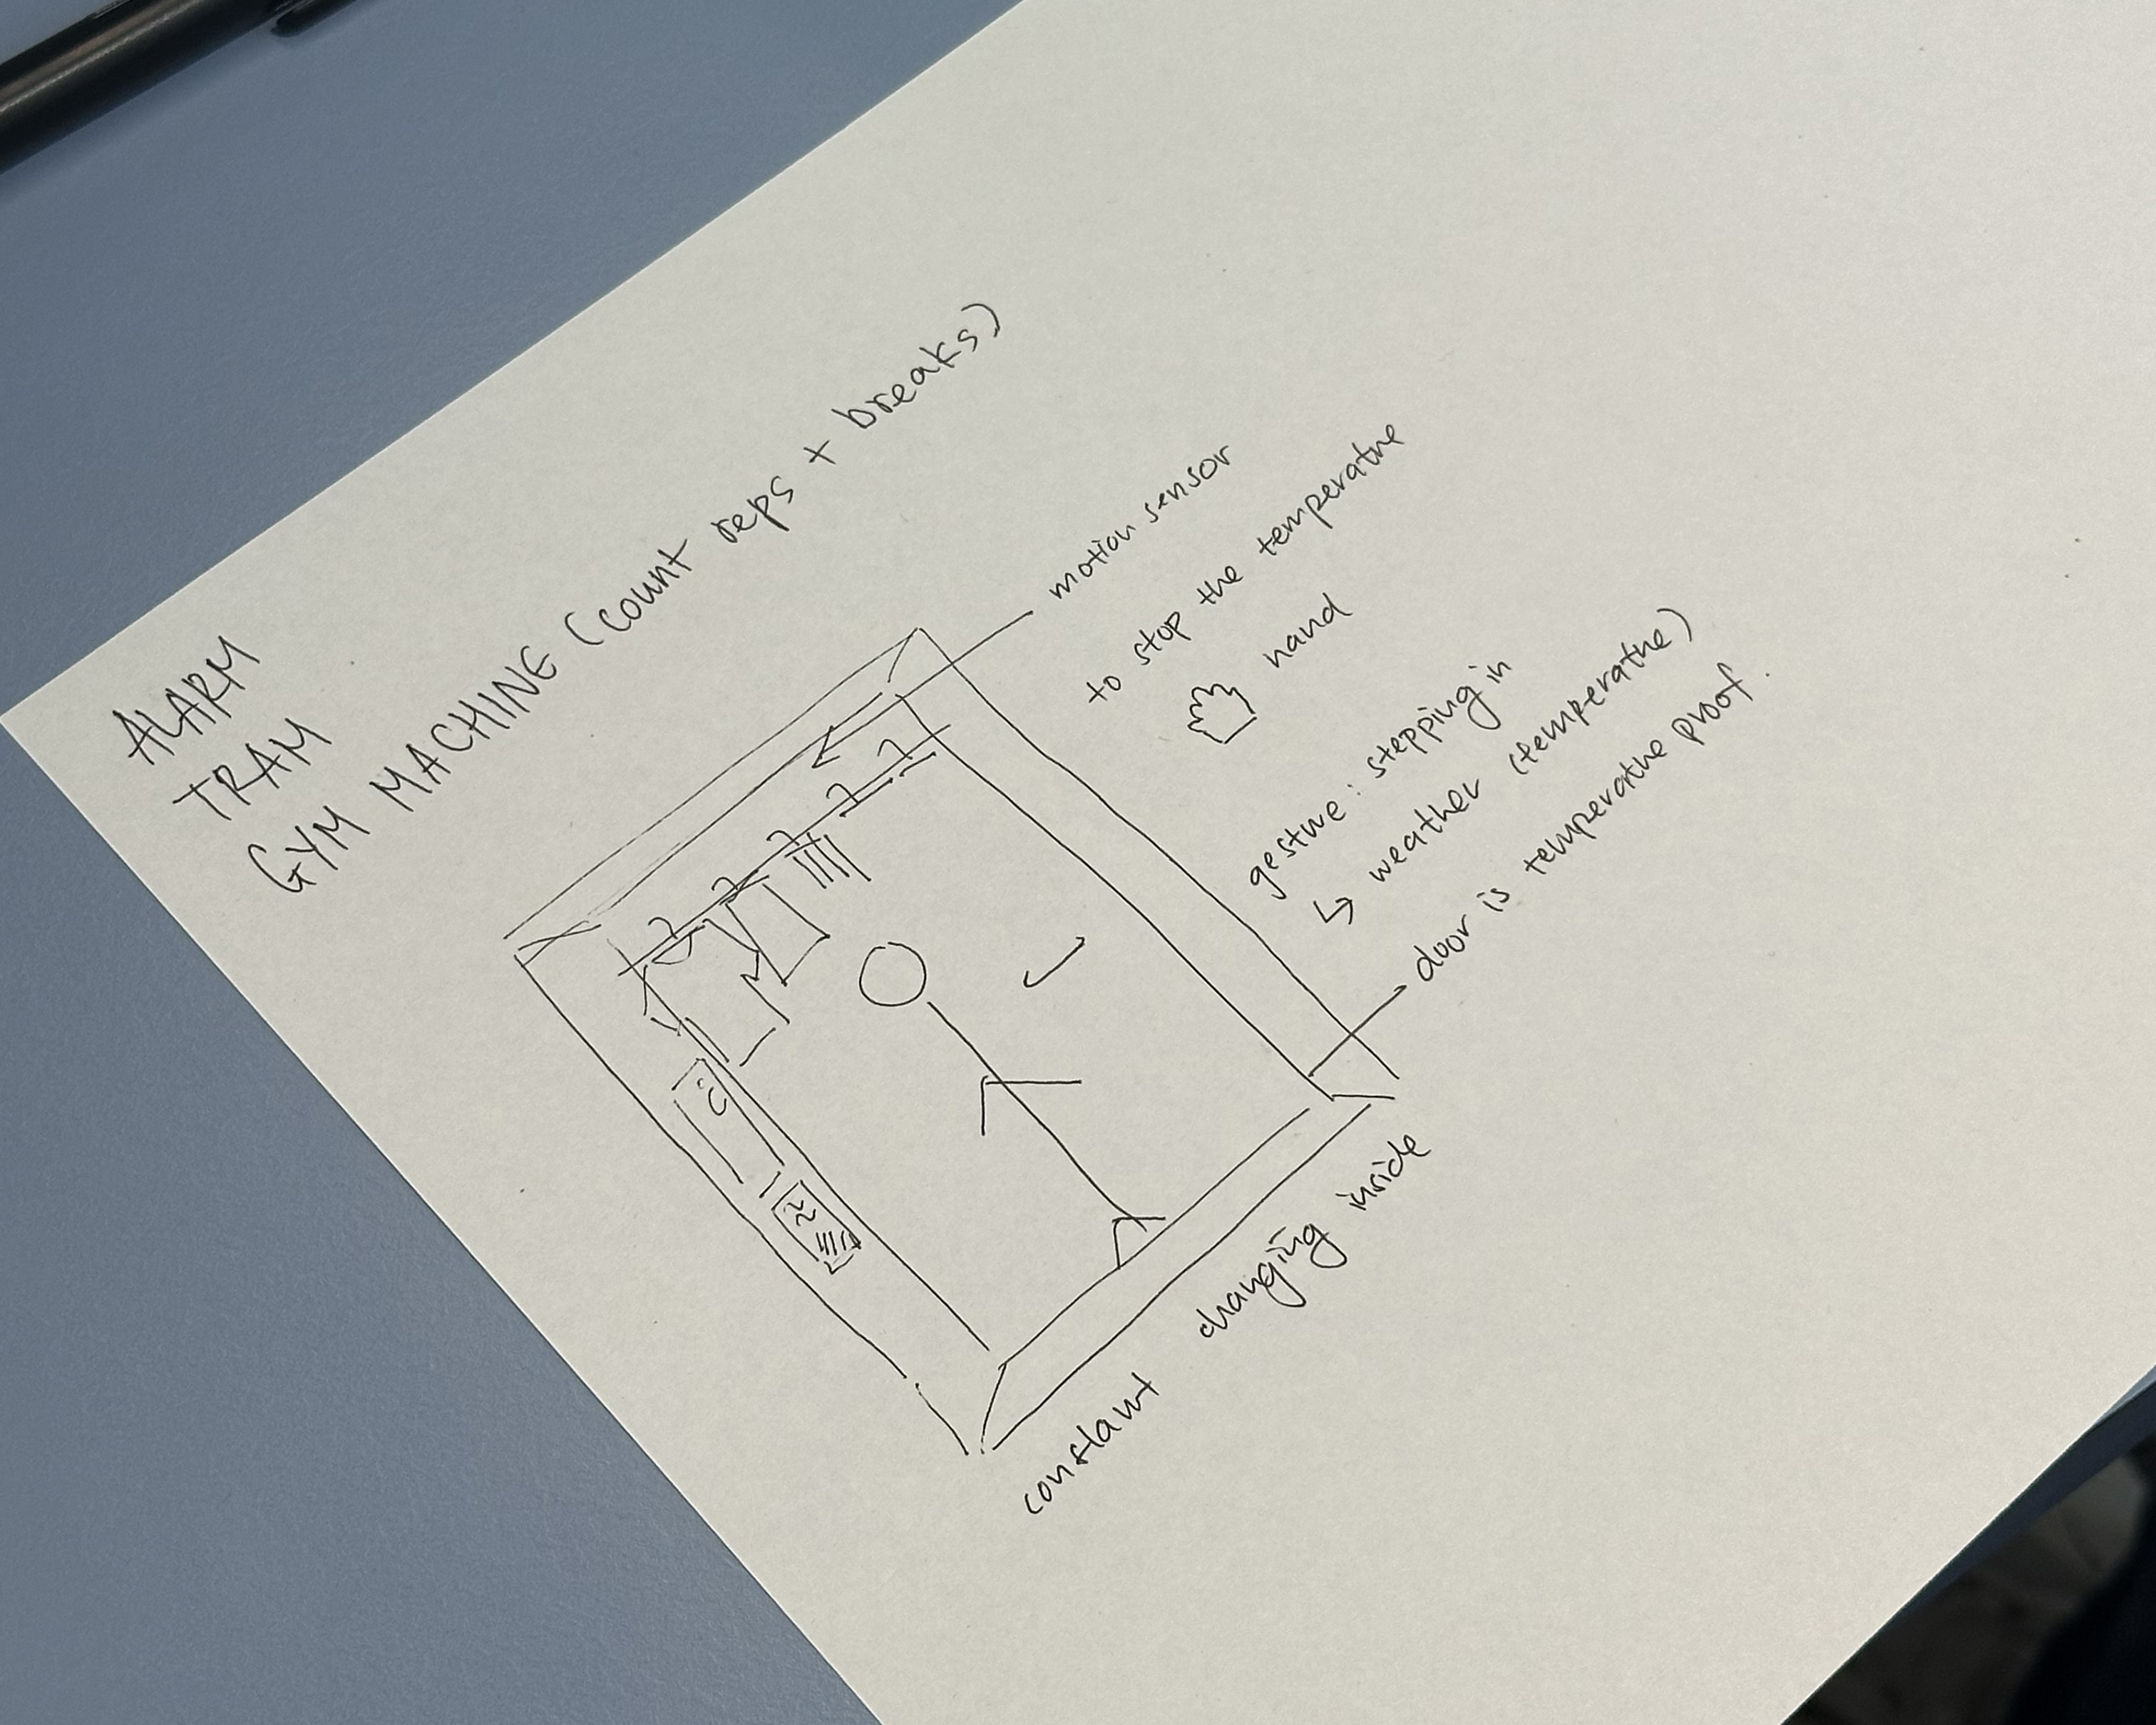 ALARM
TRAM
GYM MACHINE (count reps + breaks)
motion sensor
to stop the temperature
hand
gesture: stepping in
↳ weather (temperature)
door is temperature proof.
constant changing inside